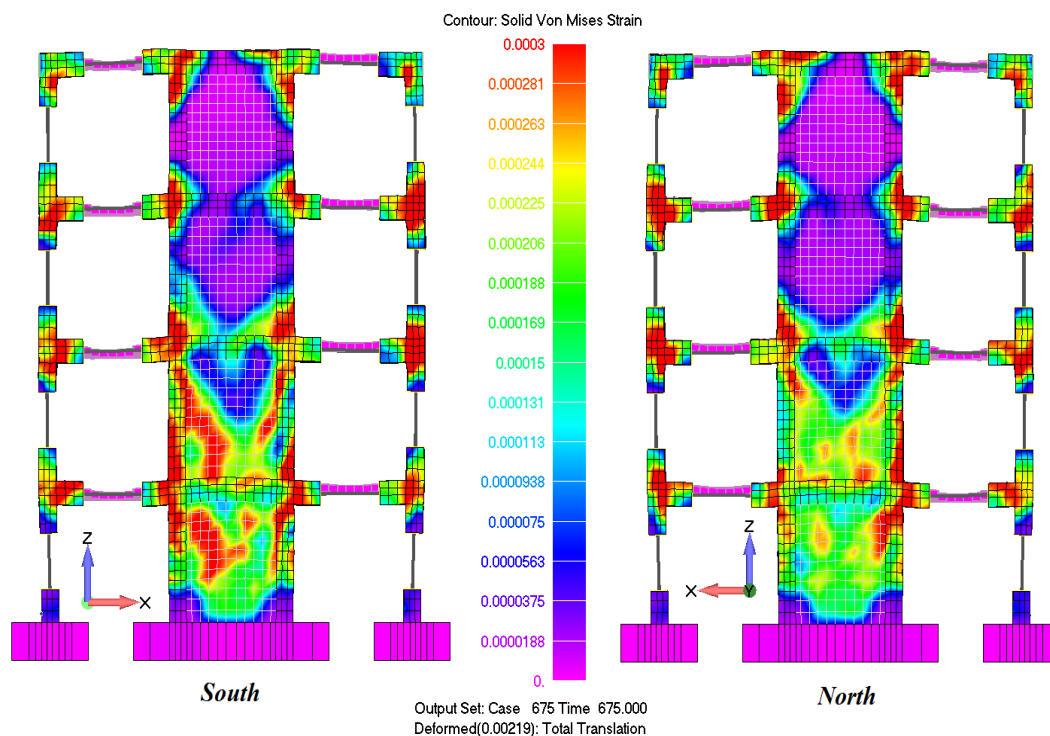 Contour: Solid Von Mises Strain
0.0003
0.000281
0.000263
0.000244
0.000225
0.000206
0.000188
0.000169
0.00015
0.000131
0.000113
0.0000938
0.000075
0.0000563
0.0000375
0.0000188
0.
Z
X
Z
X
Y
South
North
Output Set: Case 675 Time 675.000
Deformed(0.00219): Total Translation